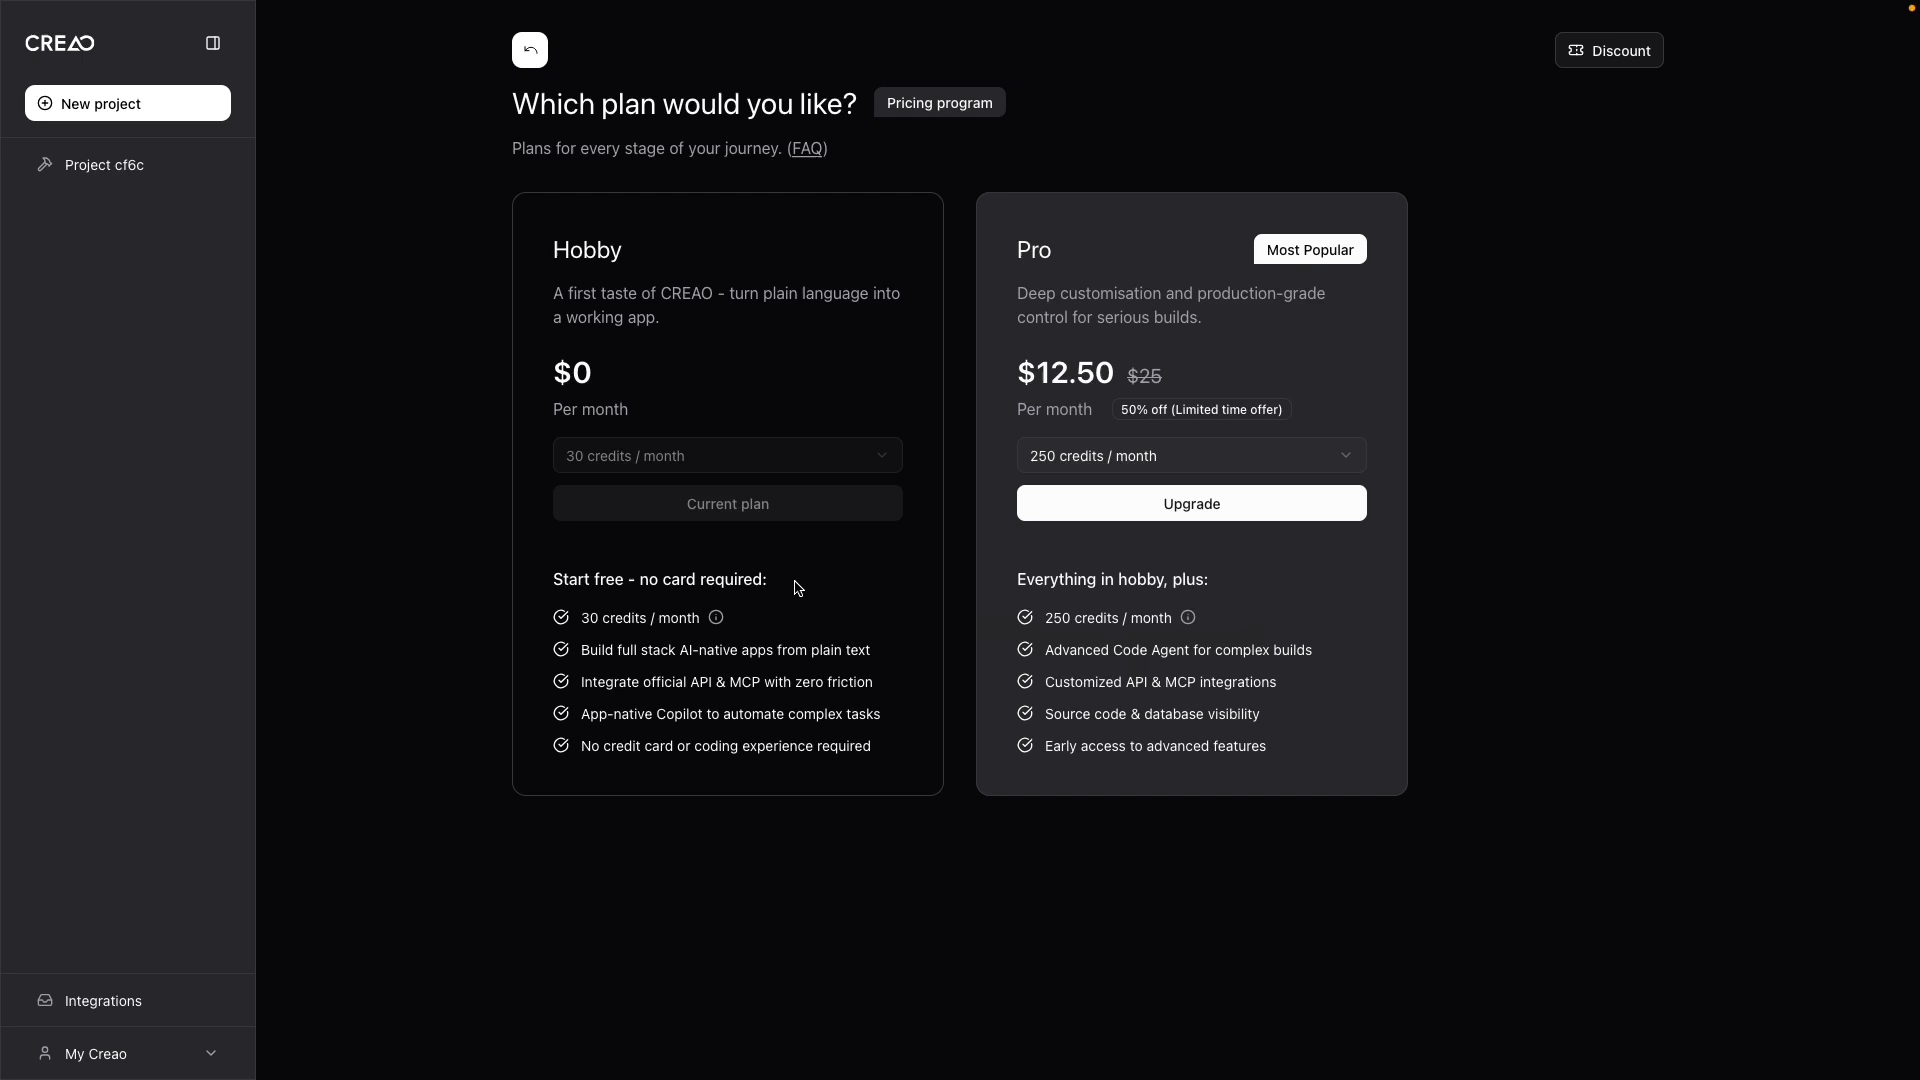 CREAO
New project
Project cf6c
Integrations
My Creao
Discount
Which plan would you like?
Pricing program
Plans for every stage of your journey. (FAQ)
Hobby
A first taste of CREAO - turn plain language into
a working app.
$0
Per month
30 credits / month
Current plan
Start free - no card required:
30 credits / month
Build full stack AI-native apps from plain text
Integrate official API & MCP with zero friction
App-native Copilot to automate complex tasks
No credit card or coding experience required
Pro
Most Popular
Deep customisation and production-grade
control for serious builds.
$12.50 $25
Per month
50% off (Limited time offer)
250 credits / month
Upgrade
Everything in hobby, plus:
250 credits / month
Advanced Code Agent for complex builds
Customized API & MCP integrations
Source code & database visibility
Early access to advanced features